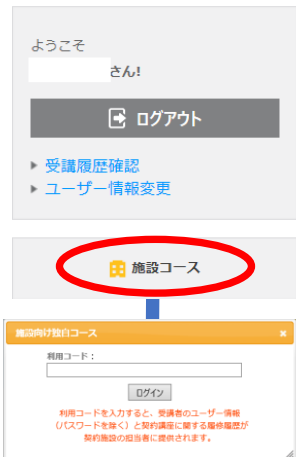 ようこそ
さん!
ログアウト
受講履歴確認
ユーザー情報変更
施設コース
施設向け独自コース ×
利用コード：
ログイン
利用コードを入力すると、受講者のユーザー情報
（パスワードを除く）と契約講座に関する履修履歴が
契約施設の担当者に提供されます。